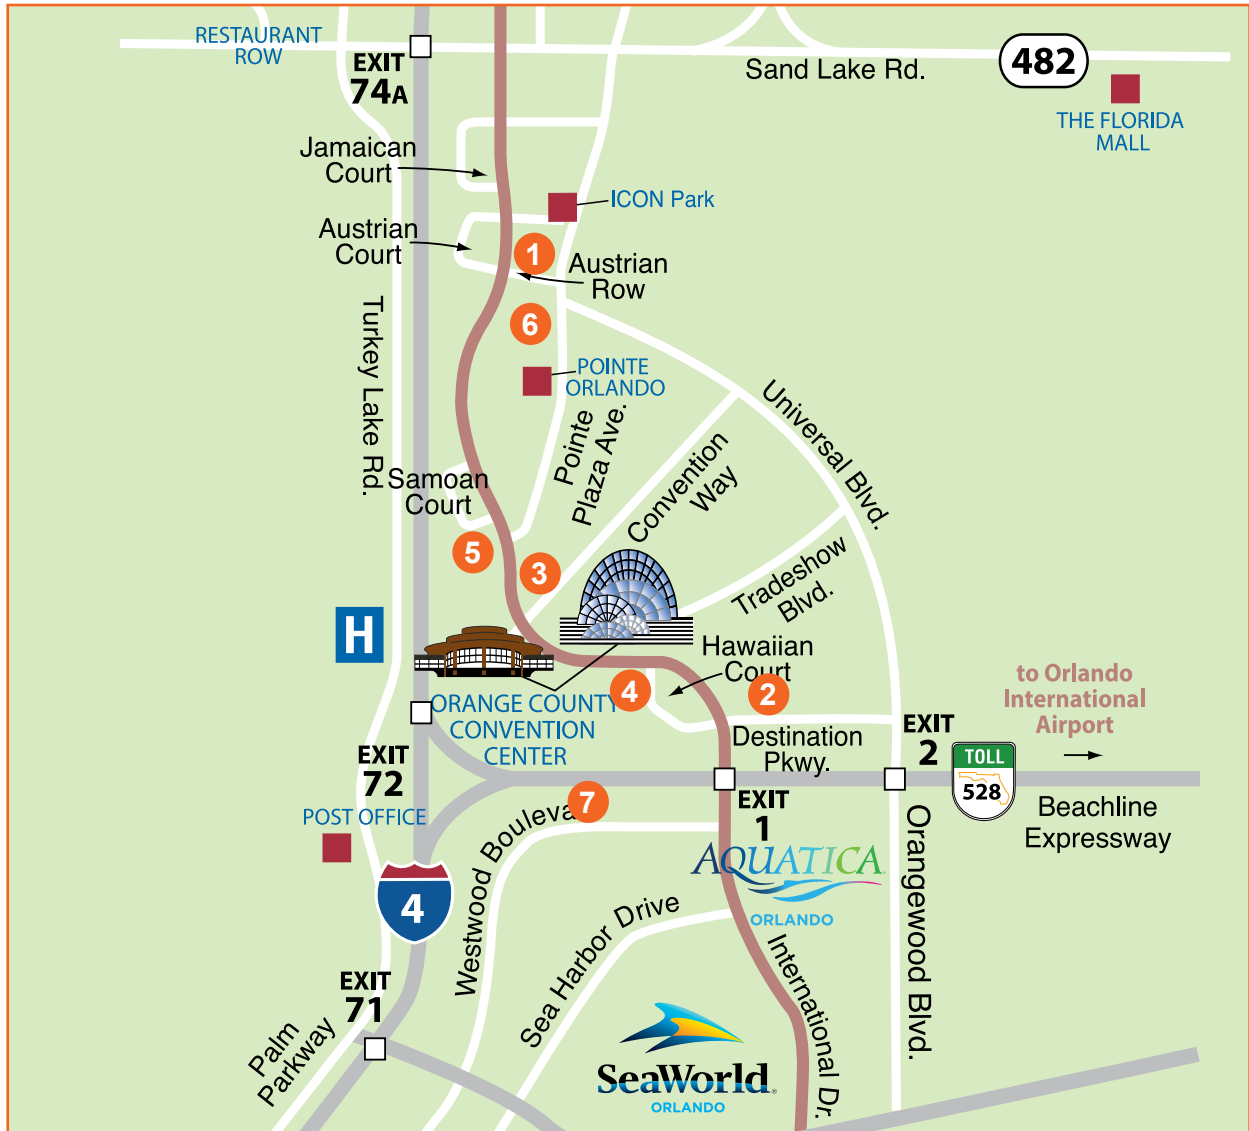 RESTAURANT
ROW
EXIT
74A
Sand Lake Rd.
482
THE FLORIDA
MALL
Jamaican
Court
ICON Park
Austrian
Court
1
Austrian
Row
6
Turkey Lake Rd.
POINTE
ORLANDO
Pointe
Plaza Ave.
Universal Blvd.
Convention
Way
Samoan
Court
5
3
Tradeshow
Blvd.
H
Hawaiian
Court
4
2
ORANGE COUNTY
CONVENTION
CENTER
to Orlando
International
Airport
EXIT
2
TOLL
528
Destination
Pkwy.
EXIT
72
Beachline
Expressway
POST OFFICE
7
EXIT
1
Westwood Bouleva
AQUATICA
ORLANDO
Orangewood Blvd.
4
Sea Harbor Drive
International Dr.
EXIT
71
Palm
Parkway
SeaWorld
ORLANDO